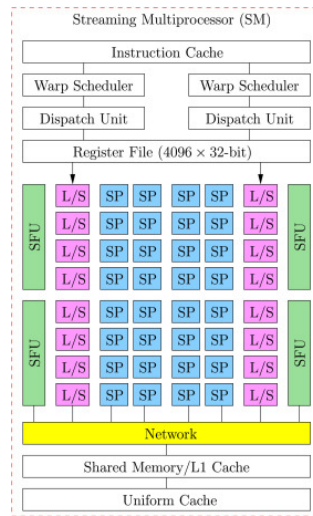 Streaming Multiprocessor (SM)
Instruction Cache
Warp Scheduler Warp Scheduler
Dispatch Unit Dispatch Unit
Register File (4096 × 32-bit)
SFU L/S SP SP SP SP L/S SFU
L/S SP SP SP SP L/S
L/S SP SP SP SP L/S
L/S SP SP SP SP L/S
SFU L/S SP SP SP SP L/S SFU
L/S SP SP SP SP L/S
L/S SP SP SP SP L/S
L/S SP SP SP SP L/S
Network
Shared Memory/L1 Cache
Uniform Cache